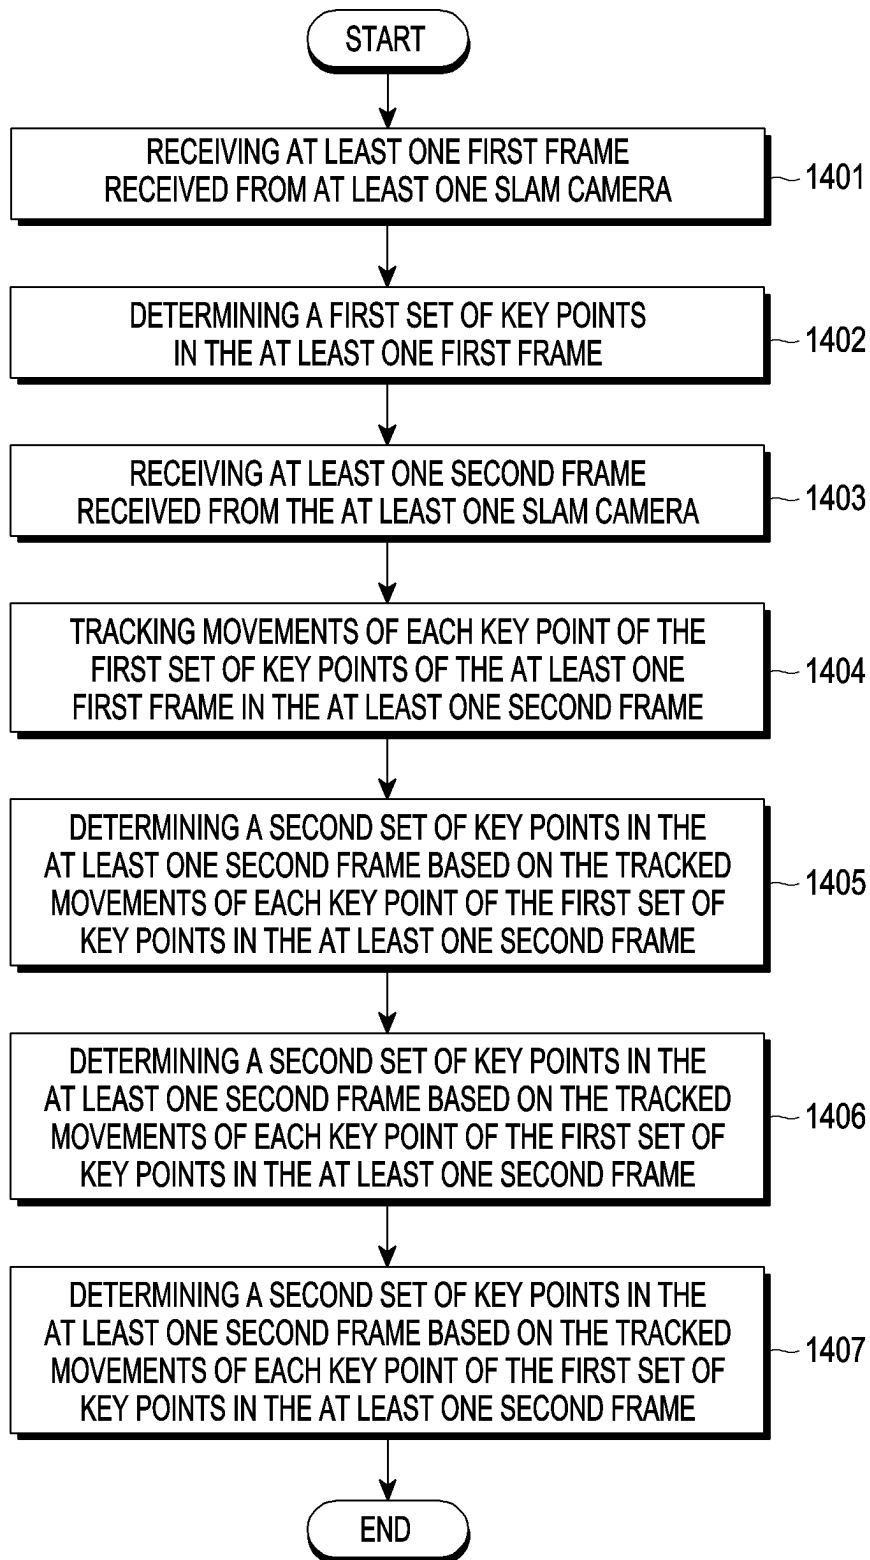 START
RECEIVING AT LEAST ONE FIRST FRAME
RECEIVED FROM AT LEAST ONE SLAM CAMERA
1401
DETERMINING A FIRST SET OF KEY POINTS
IN THE AT LEAST ONE FIRST FRAME
1402
RECEIVING AT LEAST ONE SECOND FRAME
RECEIVED FROM THE AT LEAST ONE SLAM CAMERA
1403
TRACKING MOVEMENTS OF EACH KEY POINT OF THE
FIRST SET OF KEY POINTS OF THE AT LEAST ONE
FIRST FRAME IN THE AT LEAST ONE SECOND FRAME
1404
DETERMINING A SECOND SET OF KEY POINTS IN THE
AT LEAST ONE SECOND FRAME BASED ON THE TRACKED
MOVEMENTS OF EACH KEY POINT OF THE FIRST SET OF
KEY POINTS IN THE AT LEAST ONE SECOND FRAME
1405
DETERMINING A SECOND SET OF KEY POINTS IN THE
AT LEAST ONE SECOND FRAME BASED ON THE TRACKED
MOVEMENTS OF EACH KEY POINT OF THE FIRST SET OF
KEY POINTS IN THE AT LEAST ONE SECOND FRAME
1406
DETERMINING A SECOND SET OF KEY POINTS IN THE
AT LEAST ONE SECOND FRAME BASED ON THE TRACKED
MOVEMENTS OF EACH KEY POINT OF THE FIRST SET OF
KEY POINTS IN THE AT LEAST ONE SECOND FRAME
1407
END